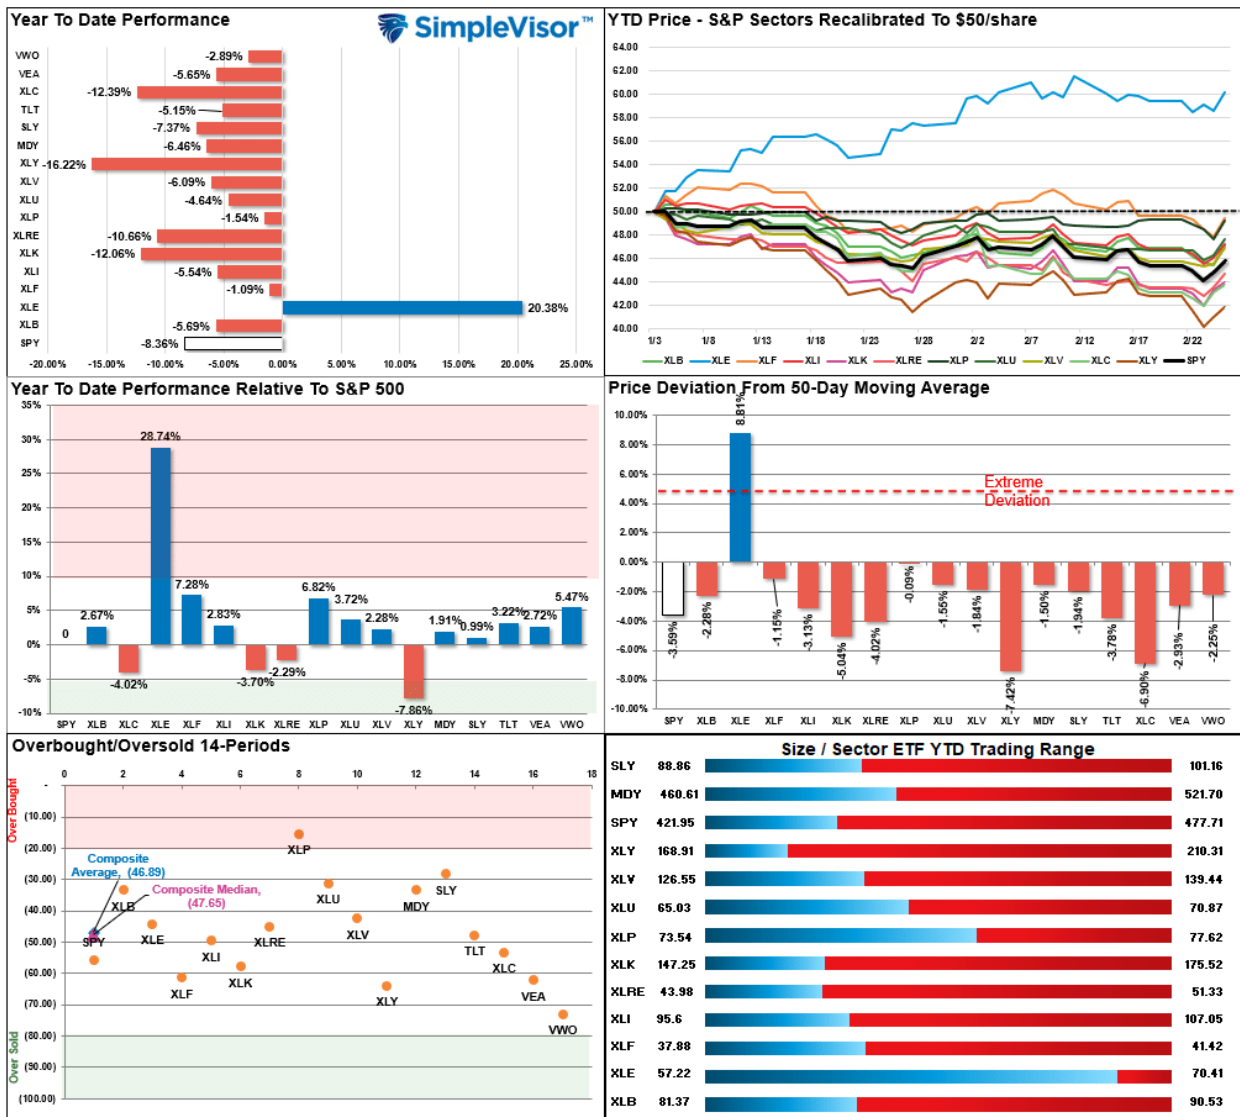 Year To Date Performance
SimpleVisor™
VWO -2.89%
VEA -5.65%
XLC -12.39%
TLT -5.15%
SLY -7.37%
MDY -6.46%
XLY -16.22%
XLV -6.09%
XLU -4.64%
XLP -1.54%
XLRE -10.66%
XLK -12.06%
XLI -5.54%
XLF -1.09%
XLE 20.38%
XLB -5.69%
SPY -8.36%
-20.00% -15.00% -10.00% -5.00% 0.00% 5.00% 10.00% 15.00% 20.00% 25.00%
YTD Price - S&P Sectors Recalibrated To $50/share
64.00
62.00
60.00
58.00
56.00
54.00
52.00
50.00
48.00
46.00
44.00
42.00
40.00
1/3 1/8 1/13 1/18 1/23 1/28 2/2 2/7 2/12 2/17 2/22
XLB XLE XLF XLI XLK XLRE XLP XLU XLV XLC XLY SPY
Year To Date Performance Relative To S&P 500
35%
30%
25%
20%
15%
10%
5%
0%
-5%
-10%
0 2.67% -4.02% 28.74% 7.28% 2.83% -3.70% -2.29% 6.82% 3.72% 2.28% -7.86% 1.91% 0.99% 3.22% 2.72% 5.47%
SPY XLB XLC XLE XLF XLI XLK XLRE XLP XLU XLV XLY MDY SLY TLT VEA VWO
Price Deviation From 50-Day Moving Average
10.00%
8.00%
6.00%
4.00%
2.00%
0.00%
-2.00%
-4.00%
-6.00%
-8.00%
-10.00%
Extreme
Deviation
-3.59% -2.28% 8.81% -1.15% -3.13% -5.04% -4.02% -0.09% -1.55% -1.84% -7.42% -1.50% -1.94% -3.78% -6.90% -2.93% -2.25%
SPY XLB XLE XLF XLI XLK XLRE XLP XLU XLV XLY MDY SLY TLT XLC VEA VWO
Overbought/Oversold 14-Periods
0 2 4 6 8 10 12 14 16 18
Over Bought
Over Sold
-
(10.00)
(20.00)
(30.00)
(40.00)
(50.00)
(60.00)
(70.00)
(80.00)
(90.00)
(100.00)
Composite
Average, (46.89)
Composite Median,
(47.65)
SPY
XLB
XLE
XLF
XLI
XLK
XLRE
XLP
XLU
XLV
XLY
MDY
SLY
TLT
XLC
VEA
VWO
Size / Sector ETF YTD Trading Range
SLY 88.86 101.16
MDY 460.61 521.70
SPY 421.95 477.71
XLY 168.91 210.31
XLV 126.55 139.44
XLU 65.03 70.87
XLP 73.54 77.62
XLK 147.25 175.52
XLRE 43.98 51.33
XLI 95.6 107.05
XLF 37.88 41.42
XLE 57.22 70.41
XLB 81.37 90.53